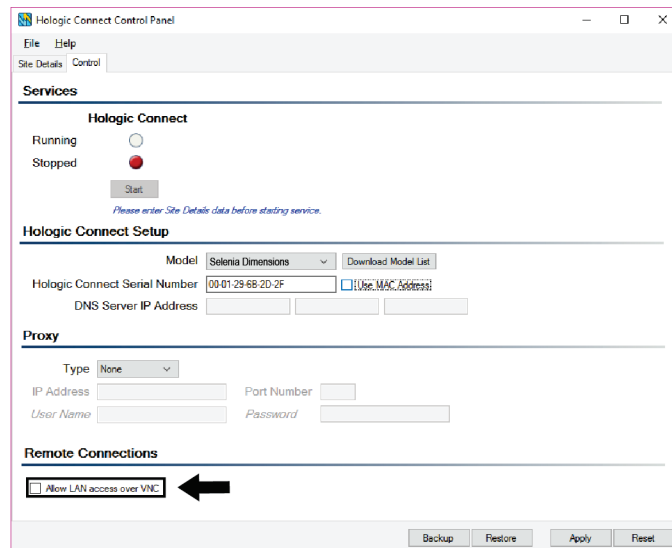 Hologic Connect Control Panel
File Help
Site Details Control
Services
Hologic Connect
Running
Stopped
Start
Please enter Site Details data before starting service.
Hologic Connect Setup
Model Selenia Dimensions Download Model List
Hologic Connect Serial Number 00-01-29-6B-2D-2F Use MAC Address
DNS Server IP Address
Proxy
Type None
IP Address Port Number
User Name Password
Remote Connections
Allow LAN access over VNC
Backup Restore Apply Reset